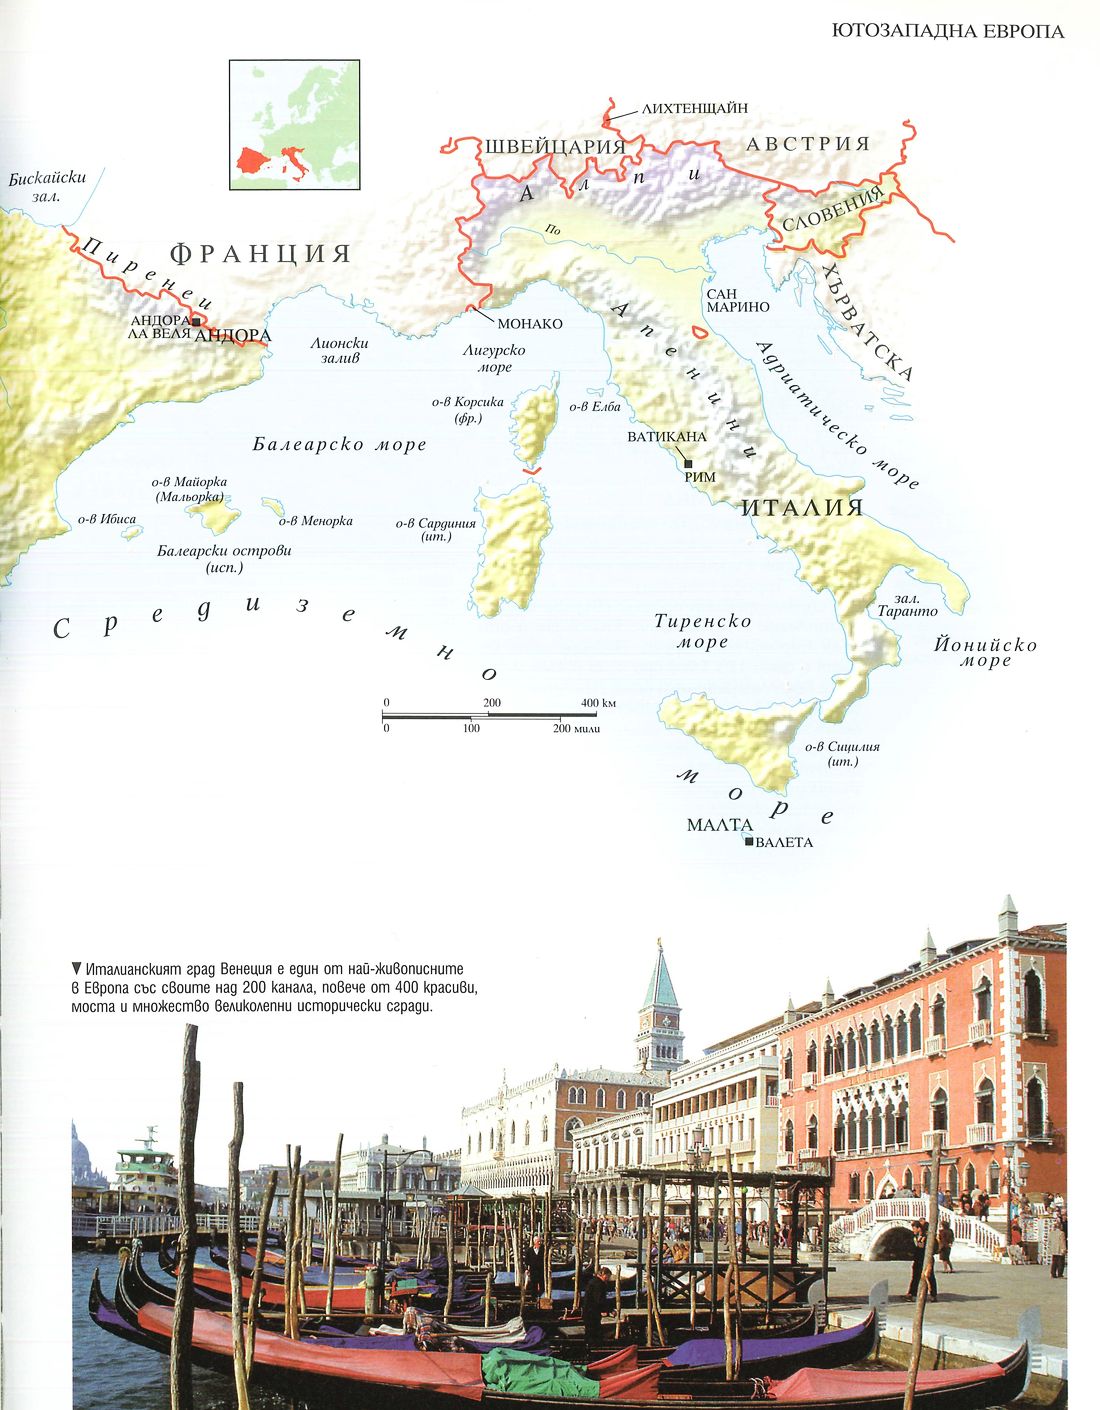 ЮТОЗАПАДНА ЕВРОПА
ЛИХТЕНЩАЙН
ШВЕЙЦАРИЯ
АВСТРИЯ
Алпи
Бискайски
зал.
СЛОВЕНИЯ
По
ФРАНЦИЯ
Пиренеи
ХЪРВАТСКА
САН
МАРИНО
АНДОРА
ЛА ВЕЛЯ
АНДОРА
МОНАКО
Апенини
Лионски
залив
Лигурско
море
Адриатическо море
о-в Корсика
(фр.)
о-в Елба
Балеарско море
ВАТИКАНА
РИМ
о-в Майорка
(Мальорка)
ИТАЛИЯ
о-в Ибиса
о-в Менорка
о-в Сардиния
(ит.)
Балеарски острови
(исп.)
Средиземно
зал.
Таранто
Тиренско
море
Йонийско
море
0 200 400 км
0 100 200 мили
о-в Сицилия
(ит.)
море
МАЛТА
ВАЛЕТА
▼ Италианският град Венеция е един от най-живописните
в Европа със своите над 200 канала, повече от 400 красиви,
моста и множество великолепни исторически сгради.